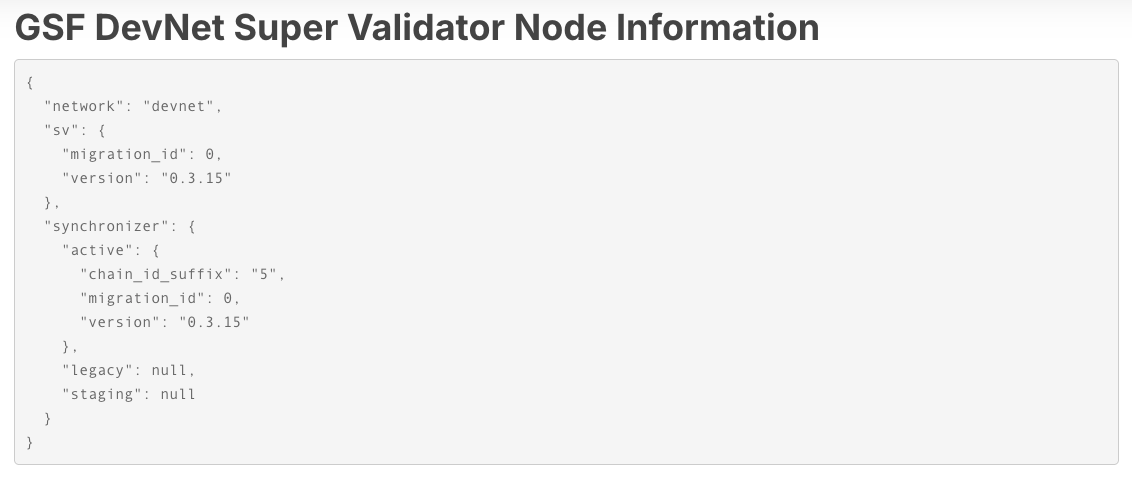 GSF DevNet Super Validator Node Information
{
  "network": "devnet",
  "sv": {
    "migration_id": 0,
    "version": "0.3.15"
  },
  "synchronizer": {
    "active": {
      "chain_id_suffix": "5",
      "migration_id": 0,
      "version": "0.3.15"
    },
    "legacy": null,
    "staging": null
  }
}